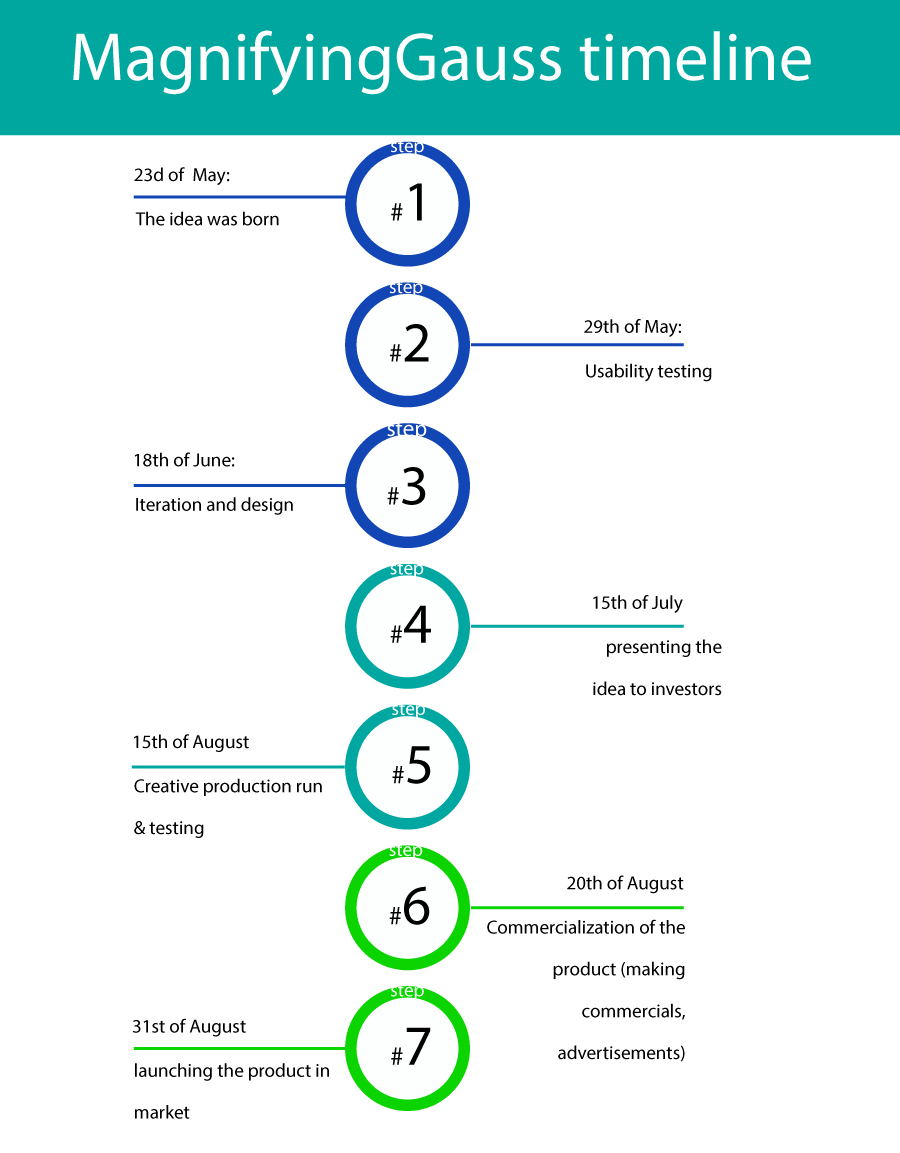 MagnifyingGauss timeline
step
#1
23d of  May:
The idea was born
step
#2
29th of May:
Usability testing
step
#3
18th of June:
Iteration and design
step
#4
15th of July
presenting the
idea to investors
step
#5
15th of August
Creative production run
& testing
step
#6
20th of August
Commercialization of the
product (making
commercials,
advertisements)
step
#7
31st of August
launching the product in
market